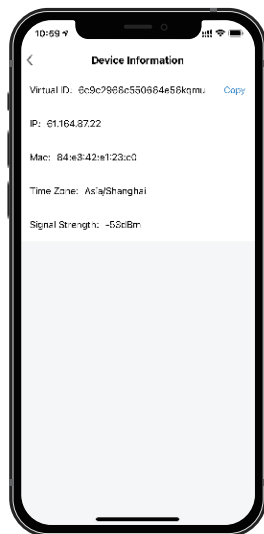 10:59
Device Information
Virtual ID: 6c9c2966c550664e56kqmu Copy
IP: 61.164.87.22
Mac: 84:e3:42:e1:23:c0
Time Zone: Asia/Shanghai
Signal Strength: -53dBm